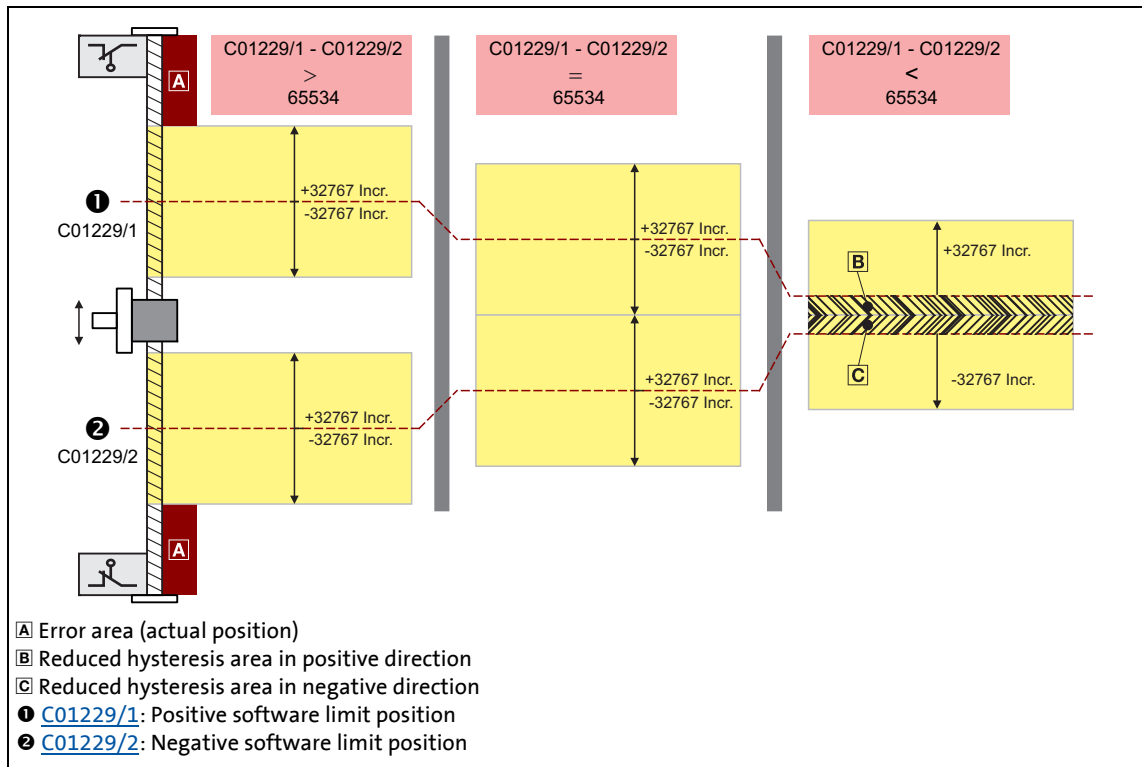 C01229/1 - C01229/2
>
65534
C01229/1 - C01229/2
=
65534
C01229/1 - C01229/2
<
65534
A
❶
C01229/1
+32767 Incr.
-32767 Incr.
+32767 Incr.
-32767 Incr.
+32767 Incr.
B
C
-32767 Incr.
+32767 Incr.
-32767 Incr.
+32767 Incr.
-32767 Incr.
❷
C01229/2
A
A Error area (actual position)
B Reduced hysteresis area in positive direction
C Reduced hysteresis area in negative direction
❶ C01229/1: Positive software limit position
❷ C01229/2: Negative software limit position